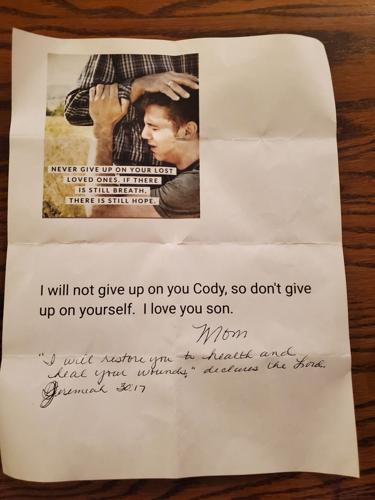 NEVER GIVE UP ON YOUR LOST
LOVED ONES. IF THERE
IS STILL BREATH,
THERE IS STILL HOPE.
I will not give up on you Cody, so don't give
up on yourself. I love you son.
Mom
"I will restore you to health and
heal your wounds," declares the Lord.
Jeremiah 30:17